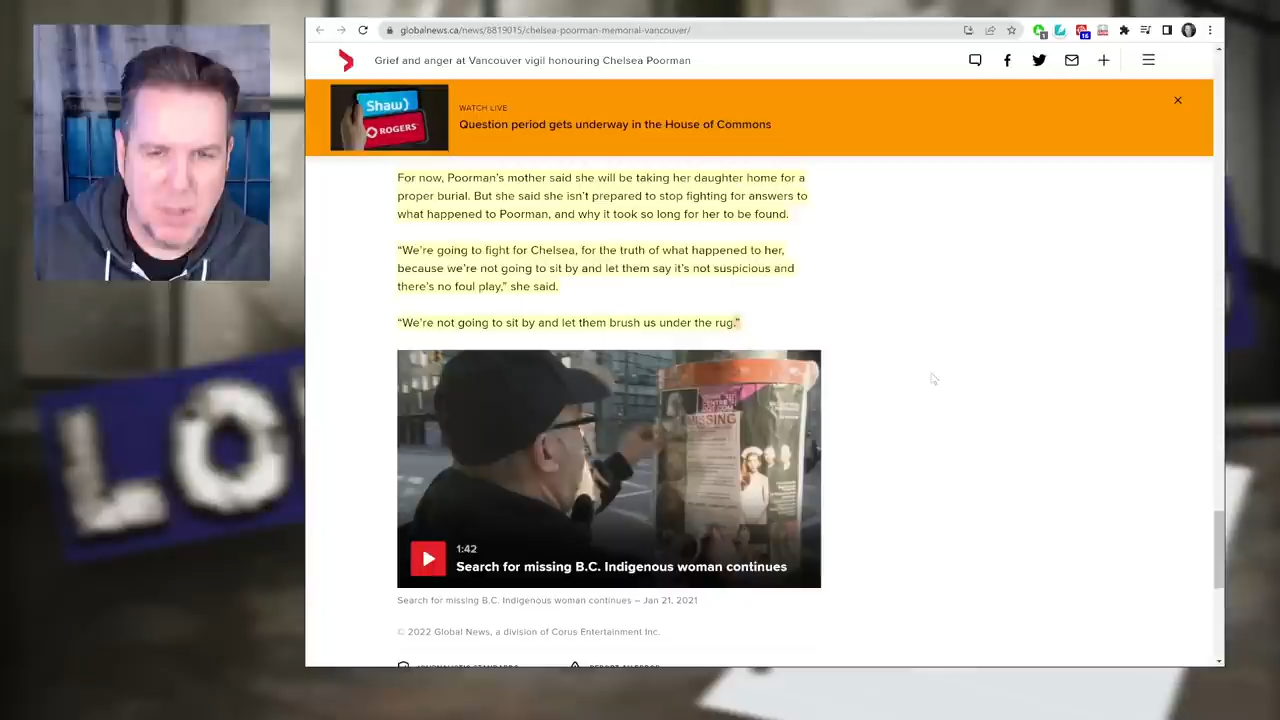 globalnews.ca/news/8819015/chelsea-poorman-memorial-vancouver/
Grief and anger at Vancouver vigil honouring Chelsea Poorman
WATCH LIVE
Question period gets underway in the House of Commons
Shaw)
ROGERS
For now, Poorman’s mother said she will be taking her daughter home for a
proper burial. But she said she isn’t prepared to stop fighting for answers to
what happened to Poorman, and why it took so long for her to be found.
“We’re going to fight for Chelsea, for the truth of what happened to her,
because we’re not going to sit by and let them say it’s not suspicious and
there’s no foul play,” she said.
“We’re not going to sit by and let them brush us under the rug.”
MISSING
1:42
Search for missing B.C. Indigenous woman continues
Search for missing B.C. Indigenous woman continues – Jan 21, 2021
© 2022 Global News, a division of Corus Entertainment Inc.
LO